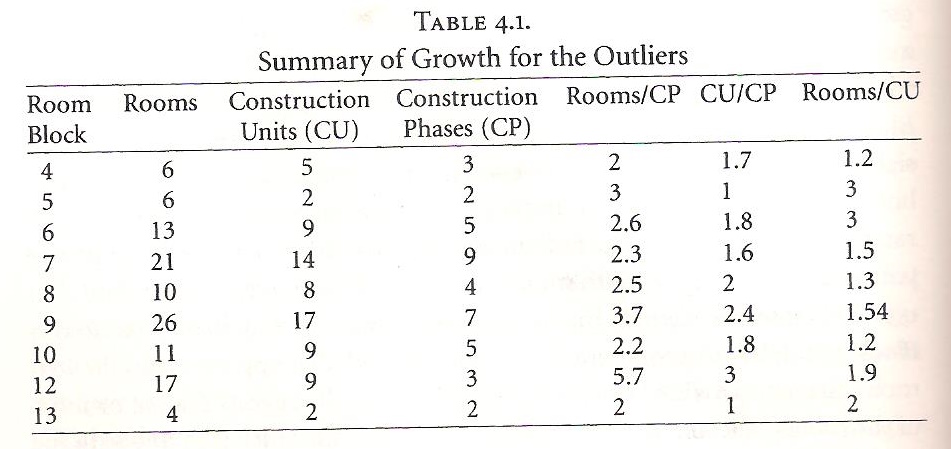 TABLE 4.1.
Summary of Growth for the Outliers
Room Rooms Construction Construction Rooms/CP CU/CP Rooms/CU
Block Units (CU) Phases (CP)
4 6 5 3 2 1.7 1.2
5 6 2 2 3 1 3
6 13 9 5 2.6 1.8 3
7 21 14 9 2.3 1.6 1.5
8 10 8 4 2.5 2 1.3
9 26 17 7 3.7 2.4 1.54
10 11 9 5 2.2 1.8 1.2
12 17 9 3 5.7 3 1.9
13 4 2 2 2 1 2